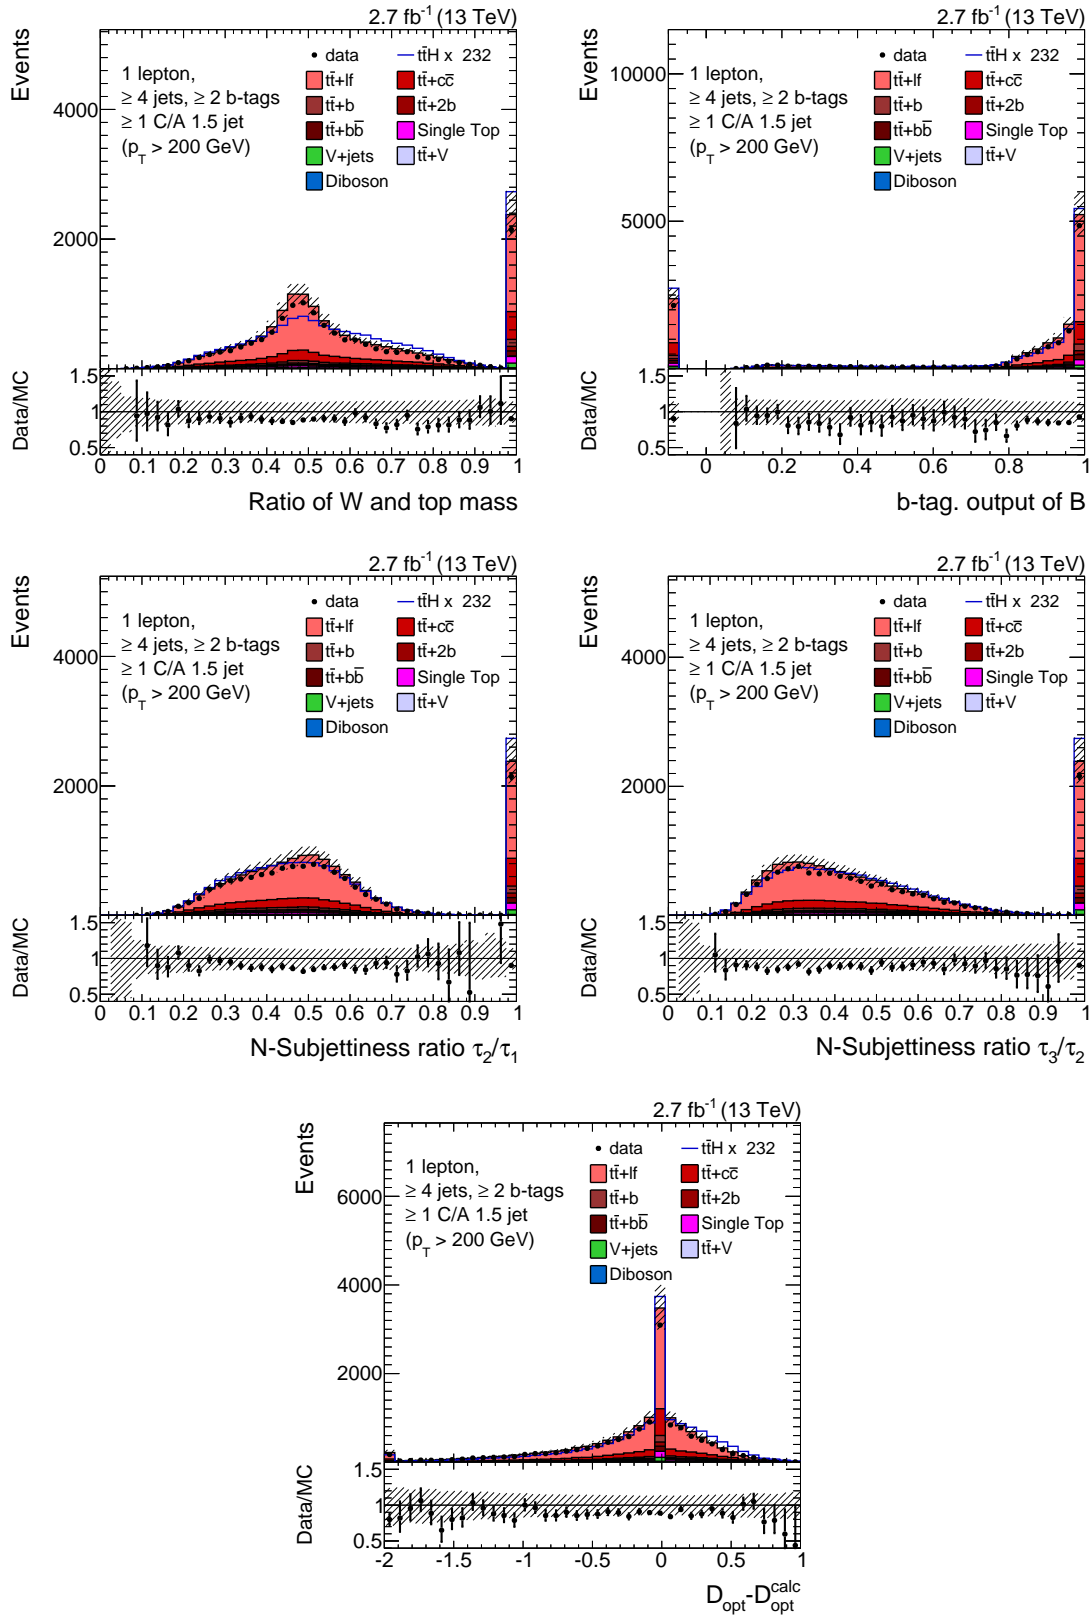 2.7 fb⁻¹ (13 TeV)
Events
1 lepton,
≥ 4 jets, ≥ 2 b-tags
≥ 1 C/A 1.5 jet
(p_T > 200 GeV)
data
tt̄H x 232
tt̄+lf
tt̄+cc̄
tt̄+b
tt̄+2b
tt̄+bb̄
Single Top
V+jets
tt̄+V
Diboson
4000
2000
Data/MC
1.5
1
0.5
0 0.1 0.2 0.3 0.4 0.5 0.6 0.7 0.8 0.9 1
Ratio of W and top mass
2.7 fb⁻¹ (13 TeV)
Events
1 lepton,
≥ 4 jets, ≥ 2 b-tags
≥ 1 C/A 1.5 jet
(p_T > 200 GeV)
data
tt̄H x 232
tt̄+lf
tt̄+cc̄
tt̄+b
tt̄+2b
tt̄+bb̄
Single Top
V+jets
tt̄+V
Diboson
10000
5000
Data/MC
1.5
1
0.5
0 0.2 0.4 0.6 0.8 1
b-tag. output of B
2.7 fb⁻¹ (13 TeV)
Events
1 lepton,
≥ 4 jets, ≥ 2 b-tags
≥ 1 C/A 1.5 jet
(p_T > 200 GeV)
data
tt̄H x 232
tt̄+lf
tt̄+cc̄
tt̄+b
tt̄+2b
tt̄+bb̄
Single Top
V+jets
tt̄+V
Diboson
4000
2000
Data/MC
1.5
1
0.5
0 0.1 0.2 0.3 0.4 0.5 0.6 0.7 0.8 0.9 1
N-Subjettiness ratio τ₂/τ₁
2.7 fb⁻¹ (13 TeV)
Events
1 lepton,
≥ 4 jets, ≥ 2 b-tags
≥ 1 C/A 1.5 jet
(p_T > 200 GeV)
data
tt̄H x 232
tt̄+lf
tt̄+cc̄
tt̄+b
tt̄+2b
tt̄+bb̄
Single Top
V+jets
tt̄+V
Diboson
4000
2000
Data/MC
1.5
1
0.5
0 0.1 0.2 0.3 0.4 0.5 0.6 0.7 0.8 0.9 1
N-Subjettiness ratio τ₃/τ₂
2.7 fb⁻¹ (13 TeV)
Events
1 lepton,
≥ 4 jets, ≥ 2 b-tags
≥ 1 C/A 1.5 jet
(p_T > 200 GeV)
data
tt̄H x 232
tt̄+lf
tt̄+cc̄
tt̄+b
tt̄+2b
tt̄+bb̄
Single Top
V+jets
tt̄+V
Diboson
6000
4000
2000
Data/MC
1.5
1
0.5
-2 -1.5 -1 -0.5 0 0.5 1
D_opt-D_opt^calc